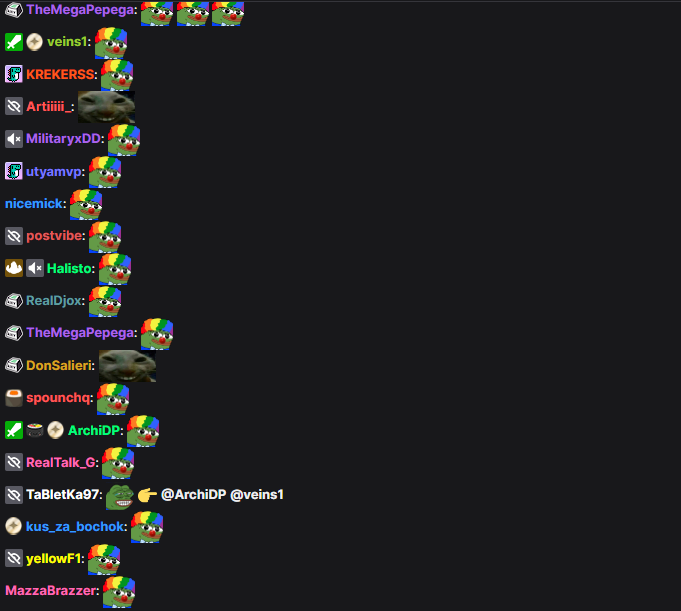 TheMegaPepega:
veins1:
KREKERSS:
Artiiiii_:
MilitaryxDD:
utyamvp:
nicemick:
postvibe:
Halisto:
RealDjox:
TheMegaPepega:
DonSalieri:
spounchq:
ArchiDP:
RealTalk_G:
TaBletKa97: @ArchiDP @veins1
kus_za_bochok:
yellowF1:
MazzaBrazzer: